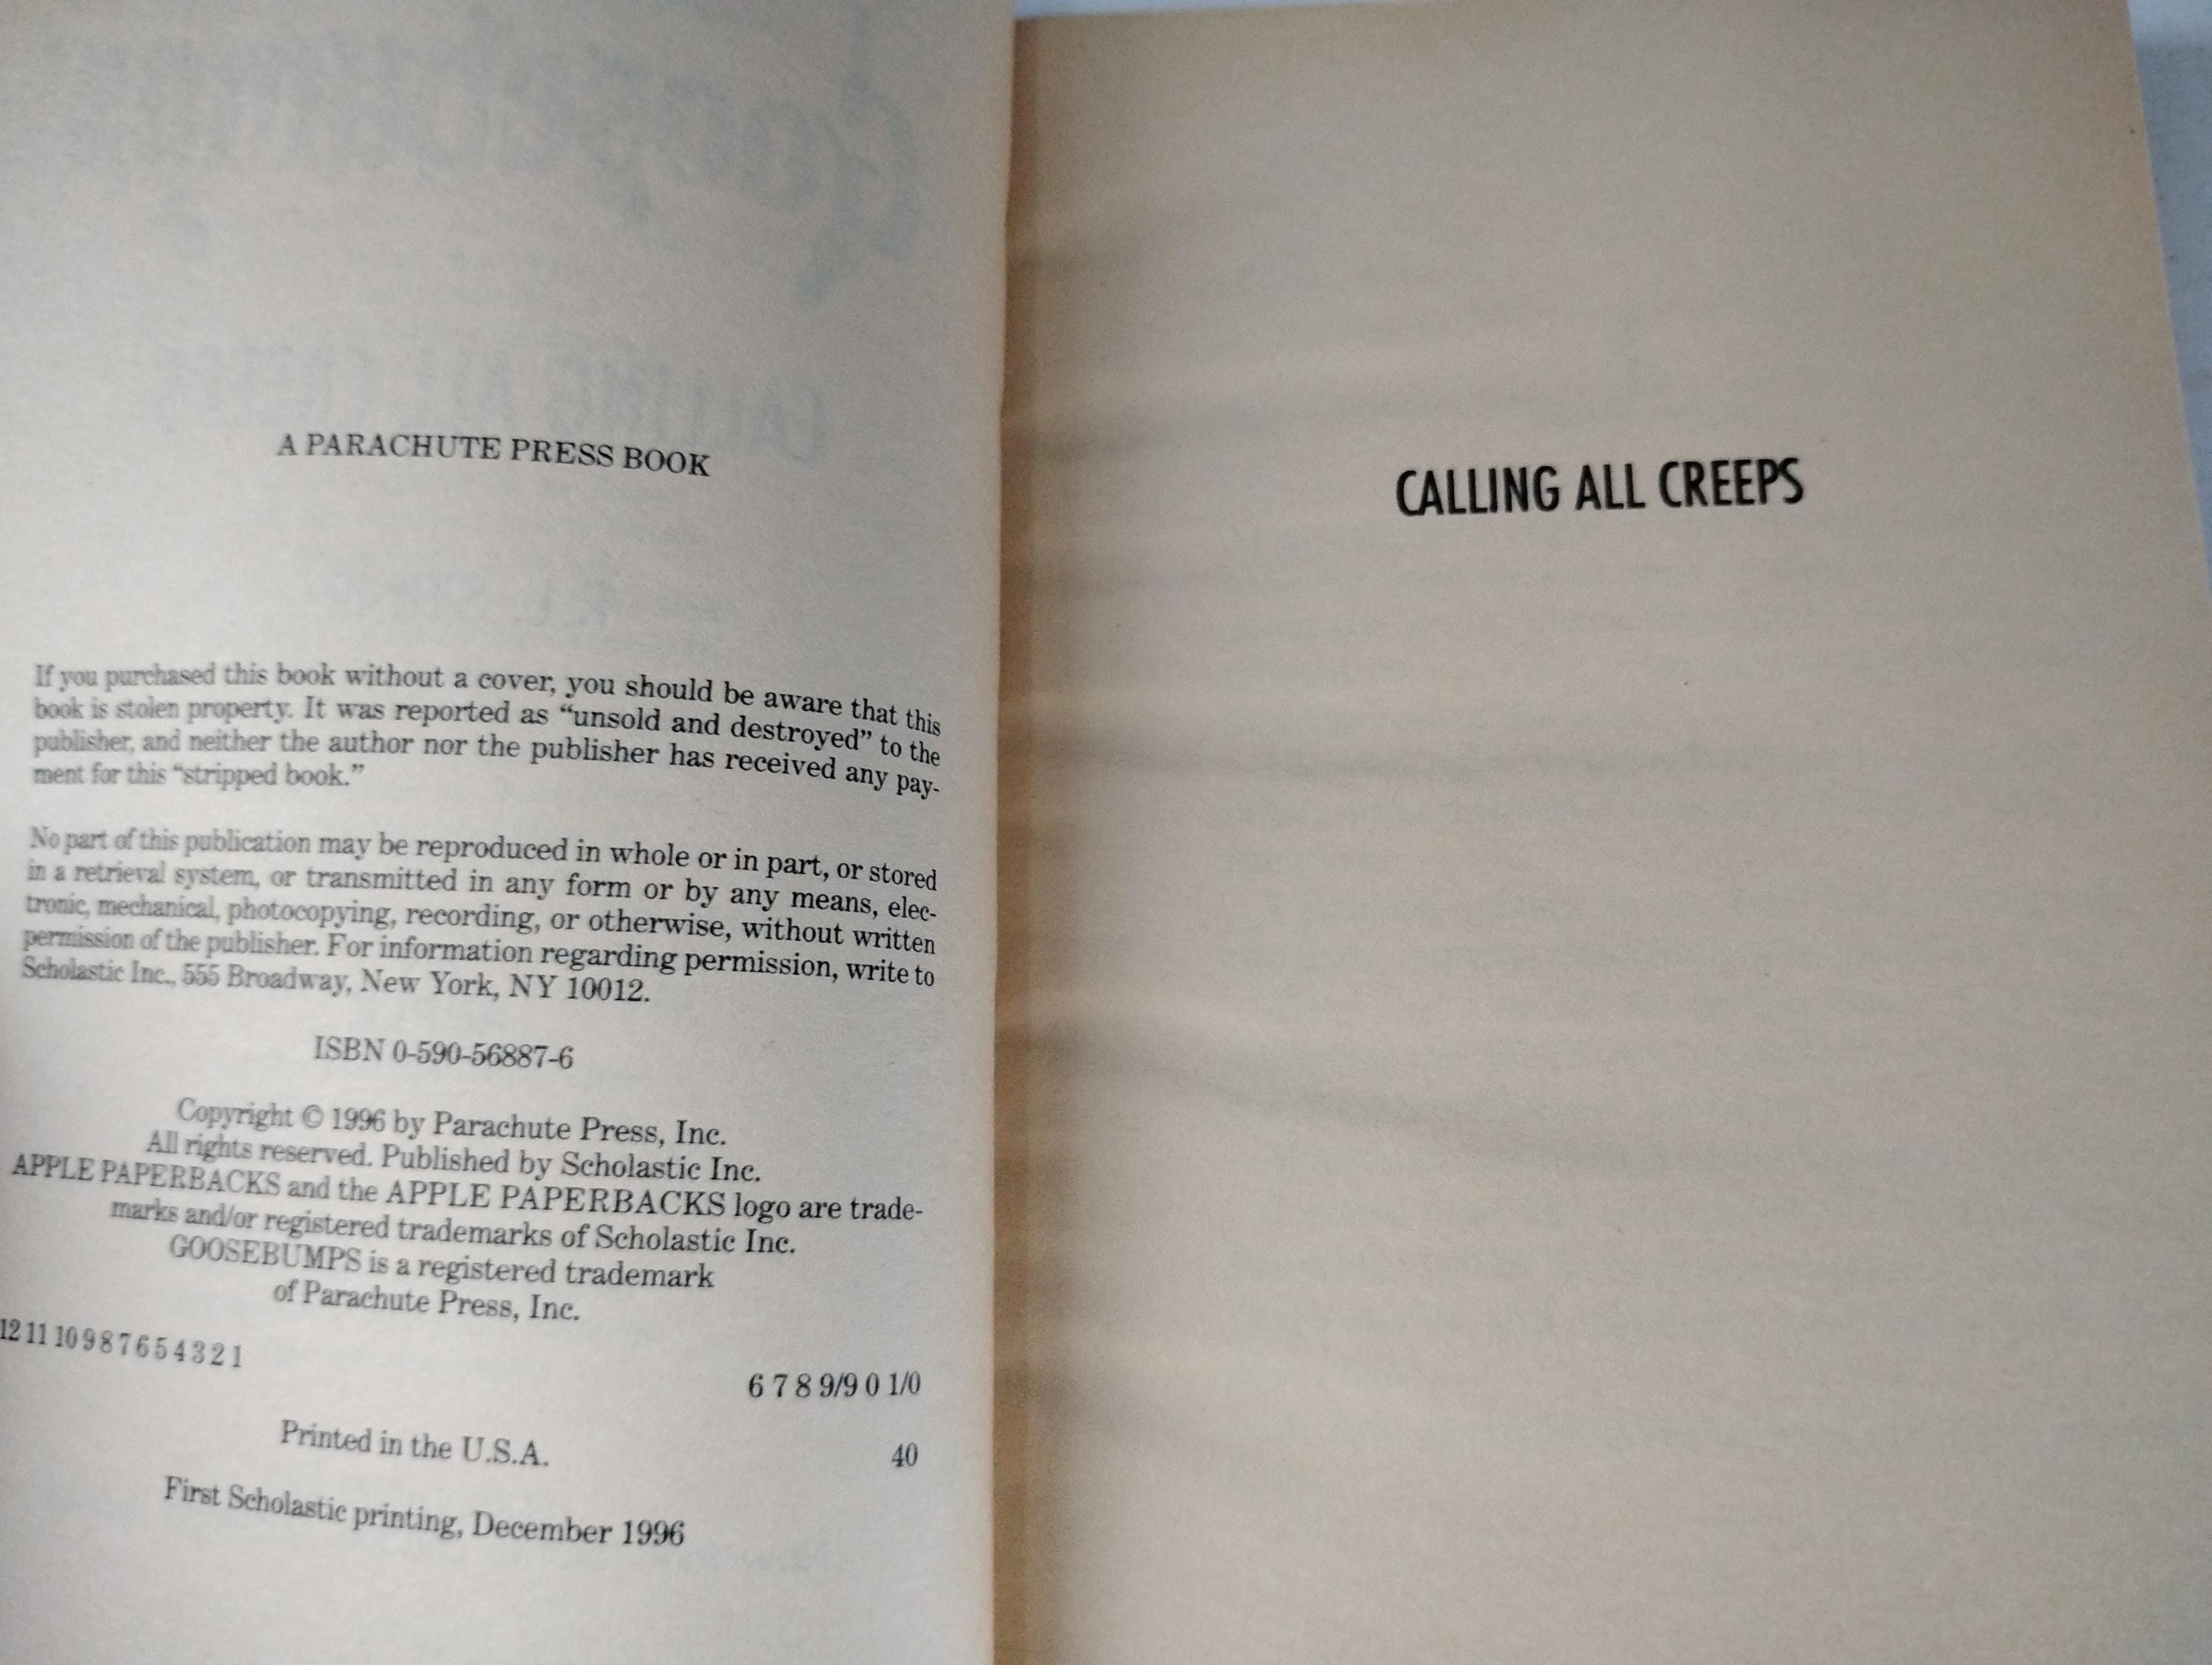 A PARACHUTE PRESS BOOK
If you purchased this book without a cover, you should be aware that this
book is stolen property. It was reported as “unsold and destroyed” to the
publisher, and neither the author nor the publisher has received any pay-
ment for this “stripped book.”
No part of this publication may be reproduced in whole or in part, or stored
in a retrieval system, or transmitted in any form or by any means, elec-
tronic, mechanical, photocopying, recording, or otherwise, without written
permission of the publisher. For information regarding permission, write to
Scholastic Inc., 555 Broadway, New York, NY 10012.
ISBN 0-590-56887-6
Copyright © 1996 by Parachute Press, Inc.
All rights reserved. Published by Scholastic Inc.
APPLE PAPERBACKS and the APPLE PAPERBACKS logo are trade-
marks and/or registered trademarks of Scholastic Inc.
GOOSEBUMPS is a registered trademark
of Parachute Press, Inc.
12 11 10 9 8 7 6 5 4 3 2 1
6 7 8 9/9 0 1/0
Printed in the U.S.A.
40
First Scholastic printing, December 1996
CALLING ALL CREEPS